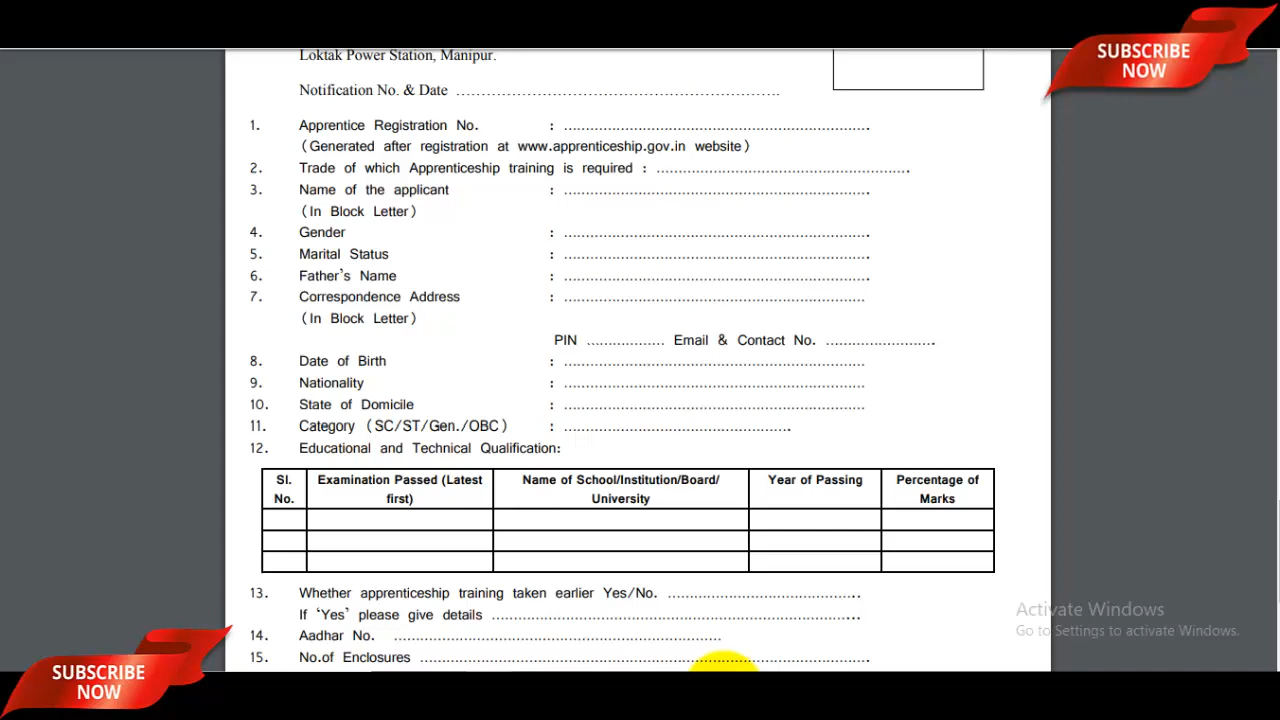 SUBSCRIBE
NOW
Loktak Power Station, Manipur.
Notification No. & Date ……………………………………………………….
1. Apprentice Registration No. : ......................................................................
(Generated after registration at www.apprenticeship.gov.in website)
2. Trade of which Apprenticeship training is required : ..........................................................
3. Name of the applicant : ......................................................................
(In Block Letter)
4. Gender : ......................................................................
5. Marital Status : ......................................................................
6. Father’s Name : ......................................................................
7. Correspondence Address : .....................................................................
(In Block Letter)
PIN .................. Email & Contact No. .........................
8. Date of Birth : .....................................................................
9. Nationality : .....................................................................
10. State of Domicile : .....................................................................
11. Category (SC/ST/Gen./OBC) : ....................................................
12. Educational and Technical Qualification:
Sl. No. Examination Passed (Latest first) Name of School/Institution/Board/ University Year of Passing Percentage of Marks
13. Whether apprenticeship training taken earlier Yes/No. ............................................
If ‘Yes’ please give details ....................................................................................
14. Aadhar No. ...........................................................................
15. No.of Enclosures .......................................................................................................
Activate Windows
Go to Settings to activate Windows.
SUBSCRIBE
NOW